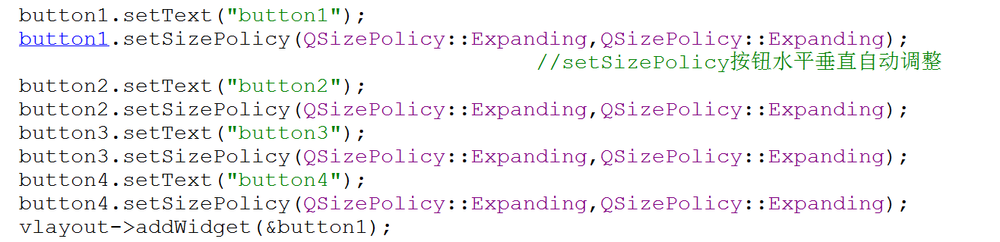 button1.setText("button1");
button1.setSizePolicy(QSizePolicy::Expanding,QSizePolicy::Expanding);
//setSizePolicy按钮水平垂直自动调整
button2.setText("button2");
button2.setSizePolicy(QSizePolicy::Expanding,QSizePolicy::Expanding);
button3.setText("button3");
button3.setSizePolicy(QSizePolicy::Expanding,QSizePolicy::Expanding);
button4.setText("button4");
button4.setSizePolicy(QSizePolicy::Expanding,QSizePolicy::Expanding);
vlayout->addWidget(&button1);